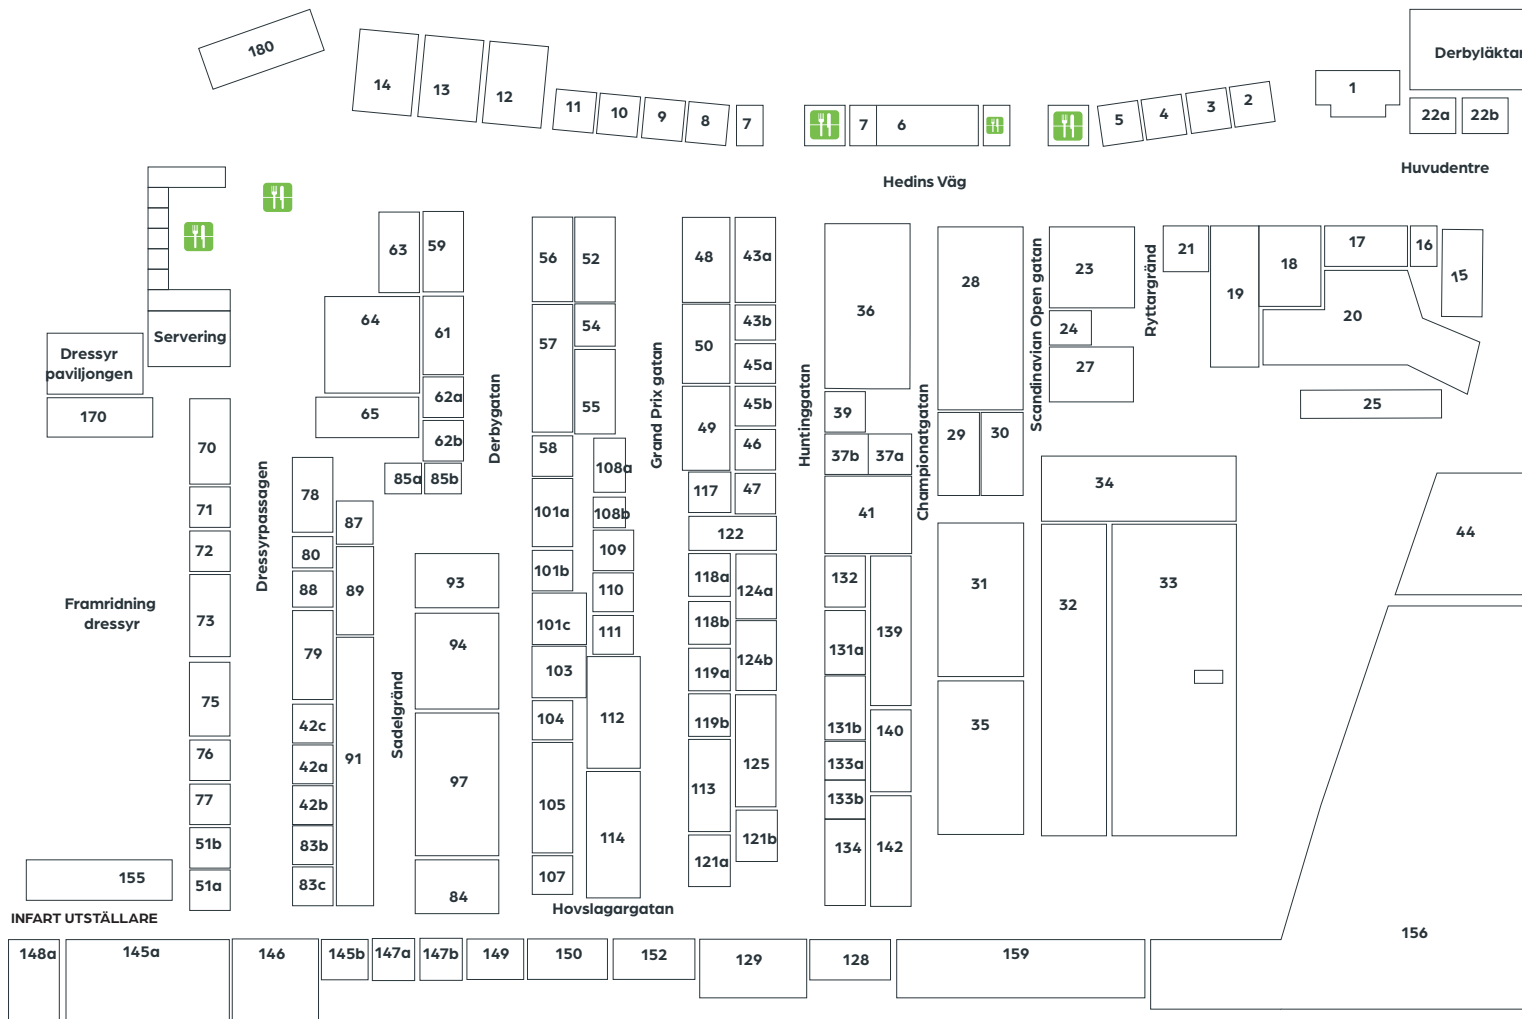 180
14
13
12
11
10
9
8
7
7
6
5
4
3
2
1
Derbyläktar
22a
22b
Hedins Väg
Huvudentre
Servering
Dressyr
paviljongen
170
63
59
64
61
65
62a
62b
85a
85b
56
52
54
57
55
58
48
43a
43b
50
45a
45b
49
46
117
47
122
36
39
37b
37a
41
28
29
30
23
24
27
21
19
18
17
16
15
20
25
34
44
Derbygatan
Grand Prix gatan
Huntinggatan
Championatgatan
Scandinavian Open gatan
Ryttargränd
Dressyrpassagen
Sadelgränd
70
71
72
73
75
76
77
51b
51a
Framridning
dressyr
78
87
80
88
89
79
42c
42a
91
42b
83b
83c
93
94
97
84
101a
101b
101c
103
104
105
107
108a
108b
109
110
111
112
114
118a
124a
118b
124b
119a
119b
125
113
121b
121a
132
139
131a
131b
140
133a
133b
134
142
31
35
32
33
155
INFART UTSTÄLLARE
Hovslagargatan
148a
145a
146
145b
147a
147b
149
150
152
129
128
159
156